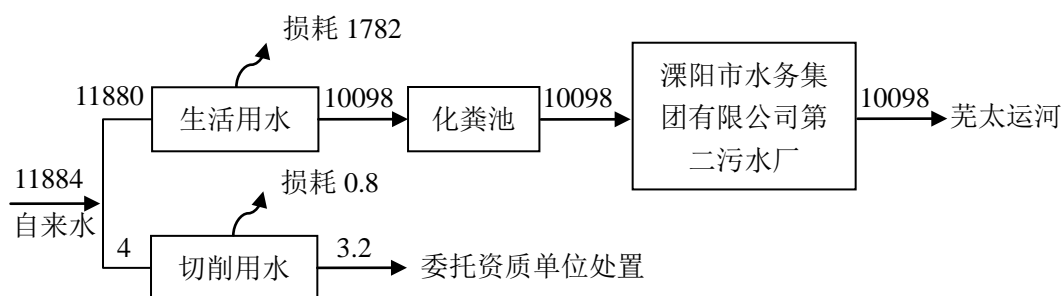 损耗 1782
11880
生活用水
10098
化粪池
10098
溧阳市水务集
团有限公司第
二污水厂
10098
芜太运河
11884
自来水
损耗 0.8
4
切削用水
3.2
委托资质单位处置